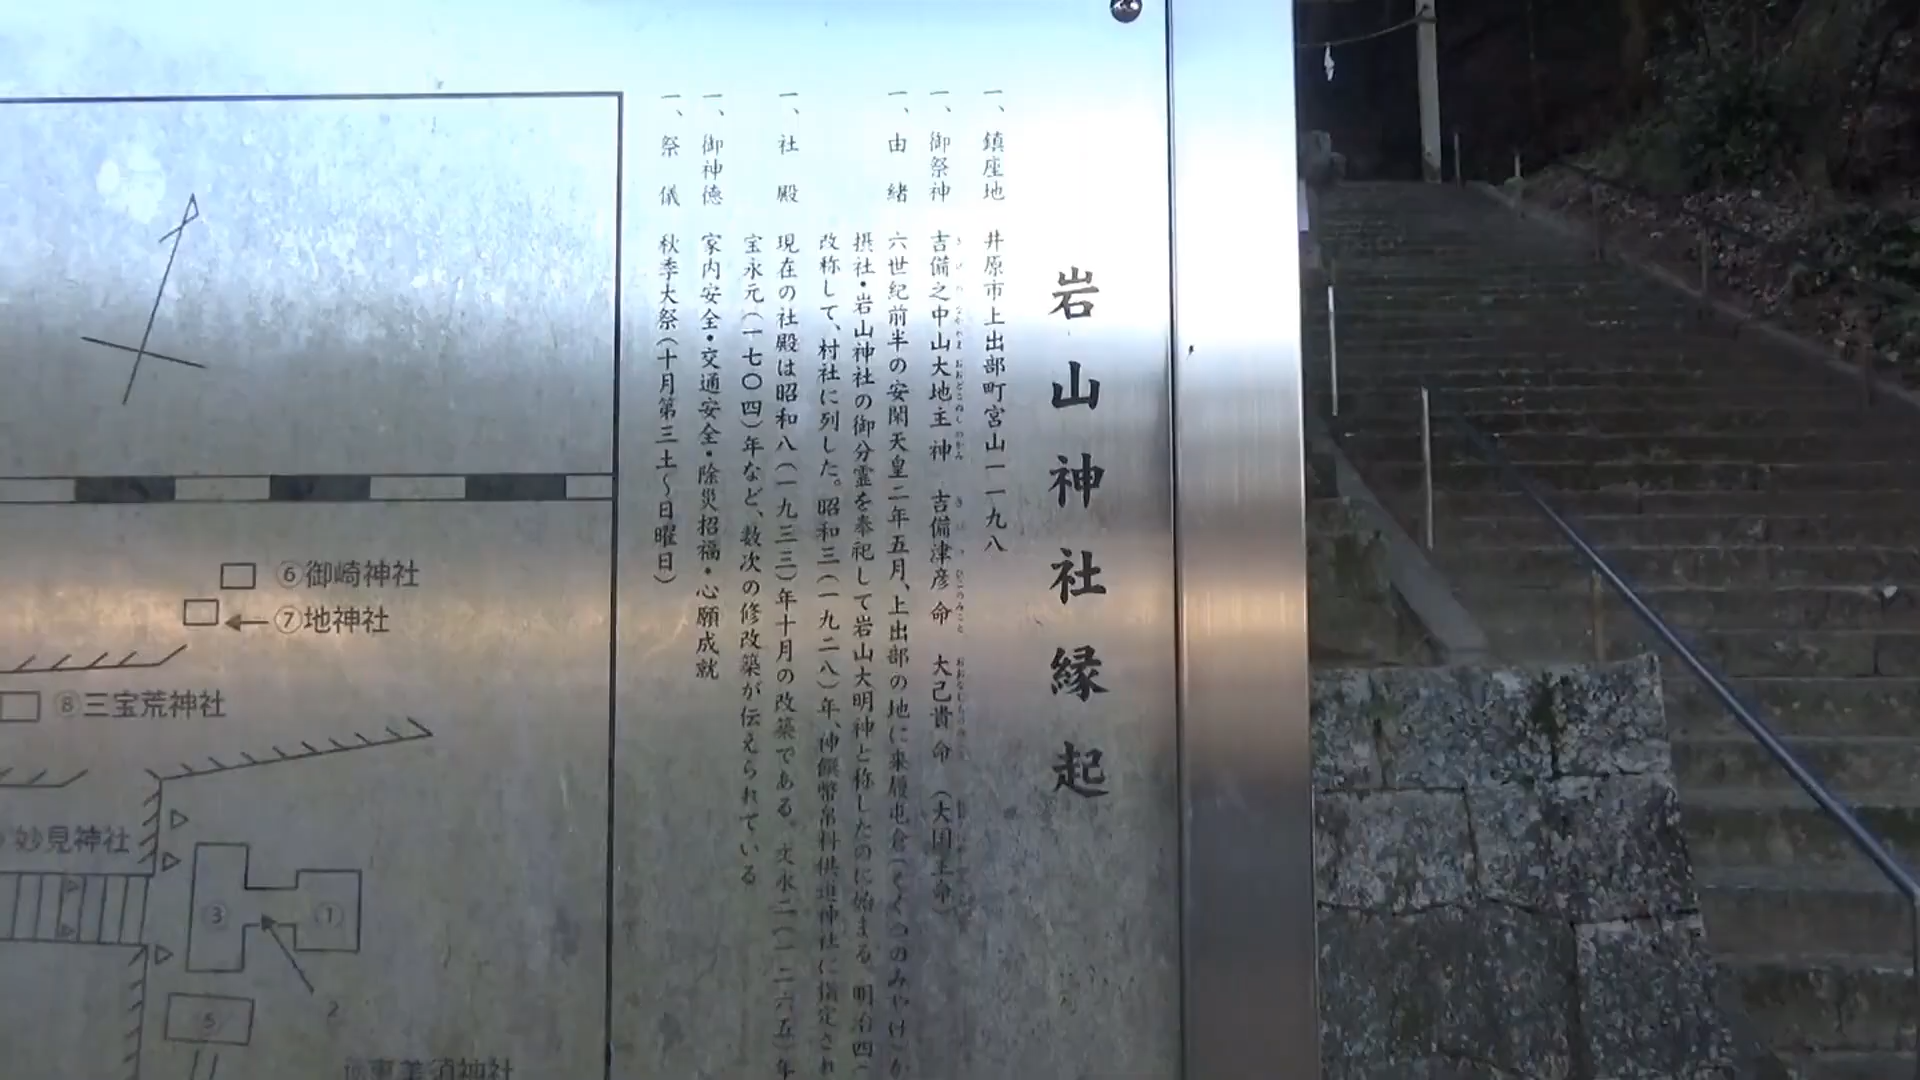 岩山神社縁起
一、鎮座地 井原市上出部町宮山一一九八
一、御祭神 吉備之中山大地主神 吉備津彦命 大己貴命（大国主命）
一、由緒 六世紀前半の安閑天皇二年五月、上出部の地に来履屯倉（くくつのみやけ）か
摂社・岩山神社の御分霊を奉祀して岩山大明神と称したのに始まる。明治四（
改称して、村社に列した。昭和三（一九二八）年、神饌幣帛料供進神社に指定され
一、社殿 現在の社殿は昭和八（一九三三）年十月の改築である。文永二（一二六五）年
宝永元（一七〇四）年など、数次の修改築が伝えられている
一、御神徳 家内安全・交通安全・除災招福・心願成就
一、祭儀 秋季大祭（十月第三土～日曜日）
⑥御崎神社
⑦地神社
⑧三宝荒神社
妙見神社
③
①
2
5
恵美須神社